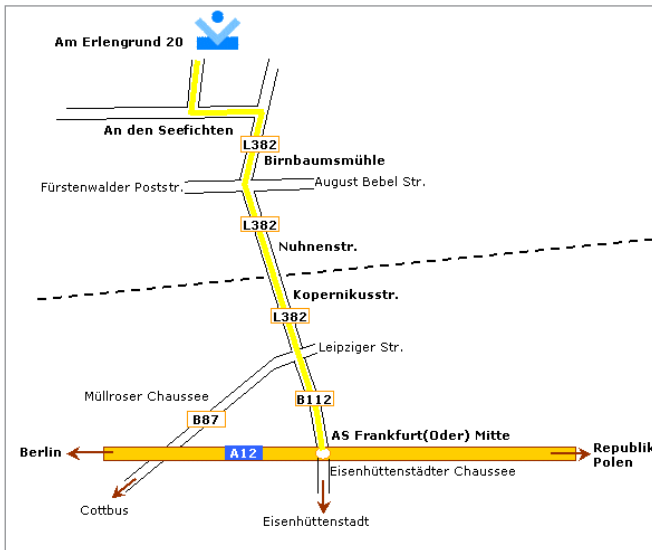 Am Erlengrund 20
An den Seefichten
L382
Birnbaumsmühle
Fürstenwalder Poststr.
August Bebel Str.
L382
Nuhnenstr.
Kopernikusstr.
L382
Leipziger Str.
Müllroser Chaussee
B112
B87
AS Frankfurt(Oder) Mitte
Berlin
A12
Republik
Polen
Eisenhüttenstädter Chaussee
Cottbus
Eisenhüttenstadt